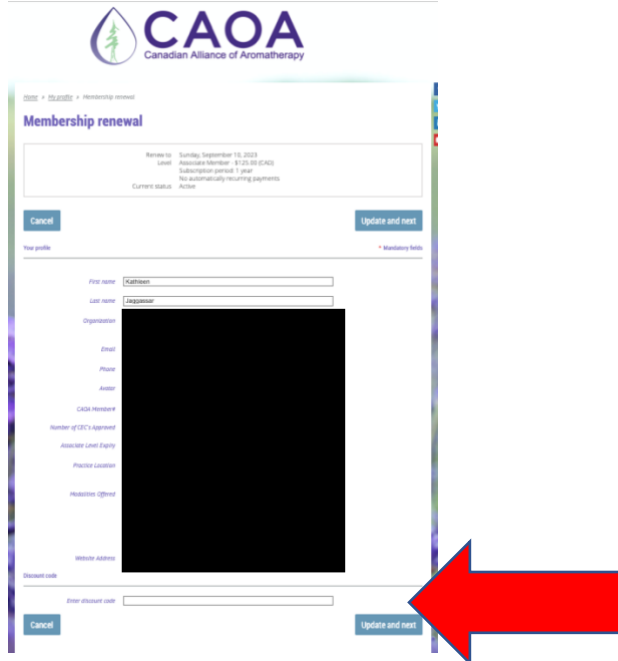 CAOA
Canadian Alliance of Aromatherapy
Home » My profile » Membership renewal
Membership renewal
Renew to Sunday, September 10, 2023
Level Associate Member - $125.00 (CAD)
Subscription period: 1 year
No automatically recurring payments
Current status Active
Cancel Update and next
Your profile * Mandatory fields
First name Kathleen
Last name Jaggassar
Organization
Email
Phone
Avatar
CAOA Member#
Number of CEC's Approved
Associate Level Expiry
Practice Location
Modalities Offered
Website Address
Discount code
Enter discount code
Cancel Update and next